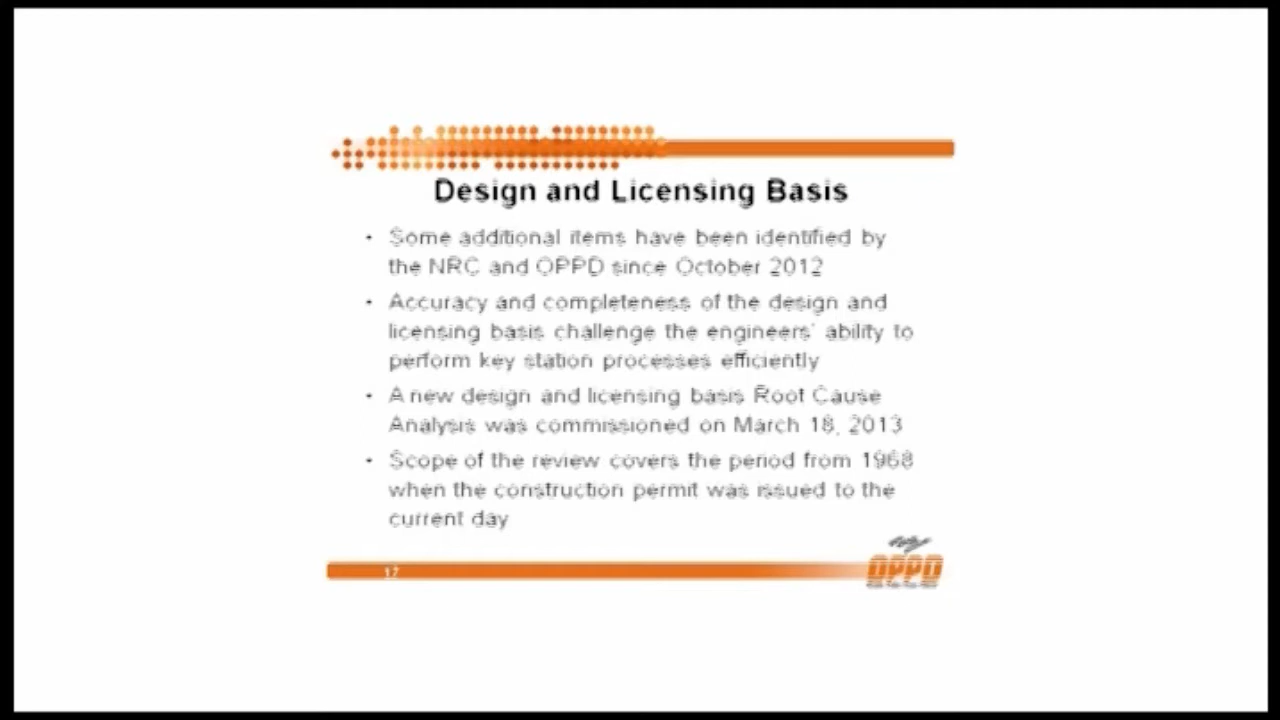 Design and Licensing Basis
• Some additional items have been identified by
the NRC and OPPD since October 2012
• Accuracy and completeness of the design and
licensing basis challenge the engineers' ability to
perform key station processes efficiently
• A new design and licensing basis Root Cause
Analysis was commissioned on March 18, 2013
• Scope of the review covers the period from 1968
when the construction permit was issued to the
current day
17
OPPD